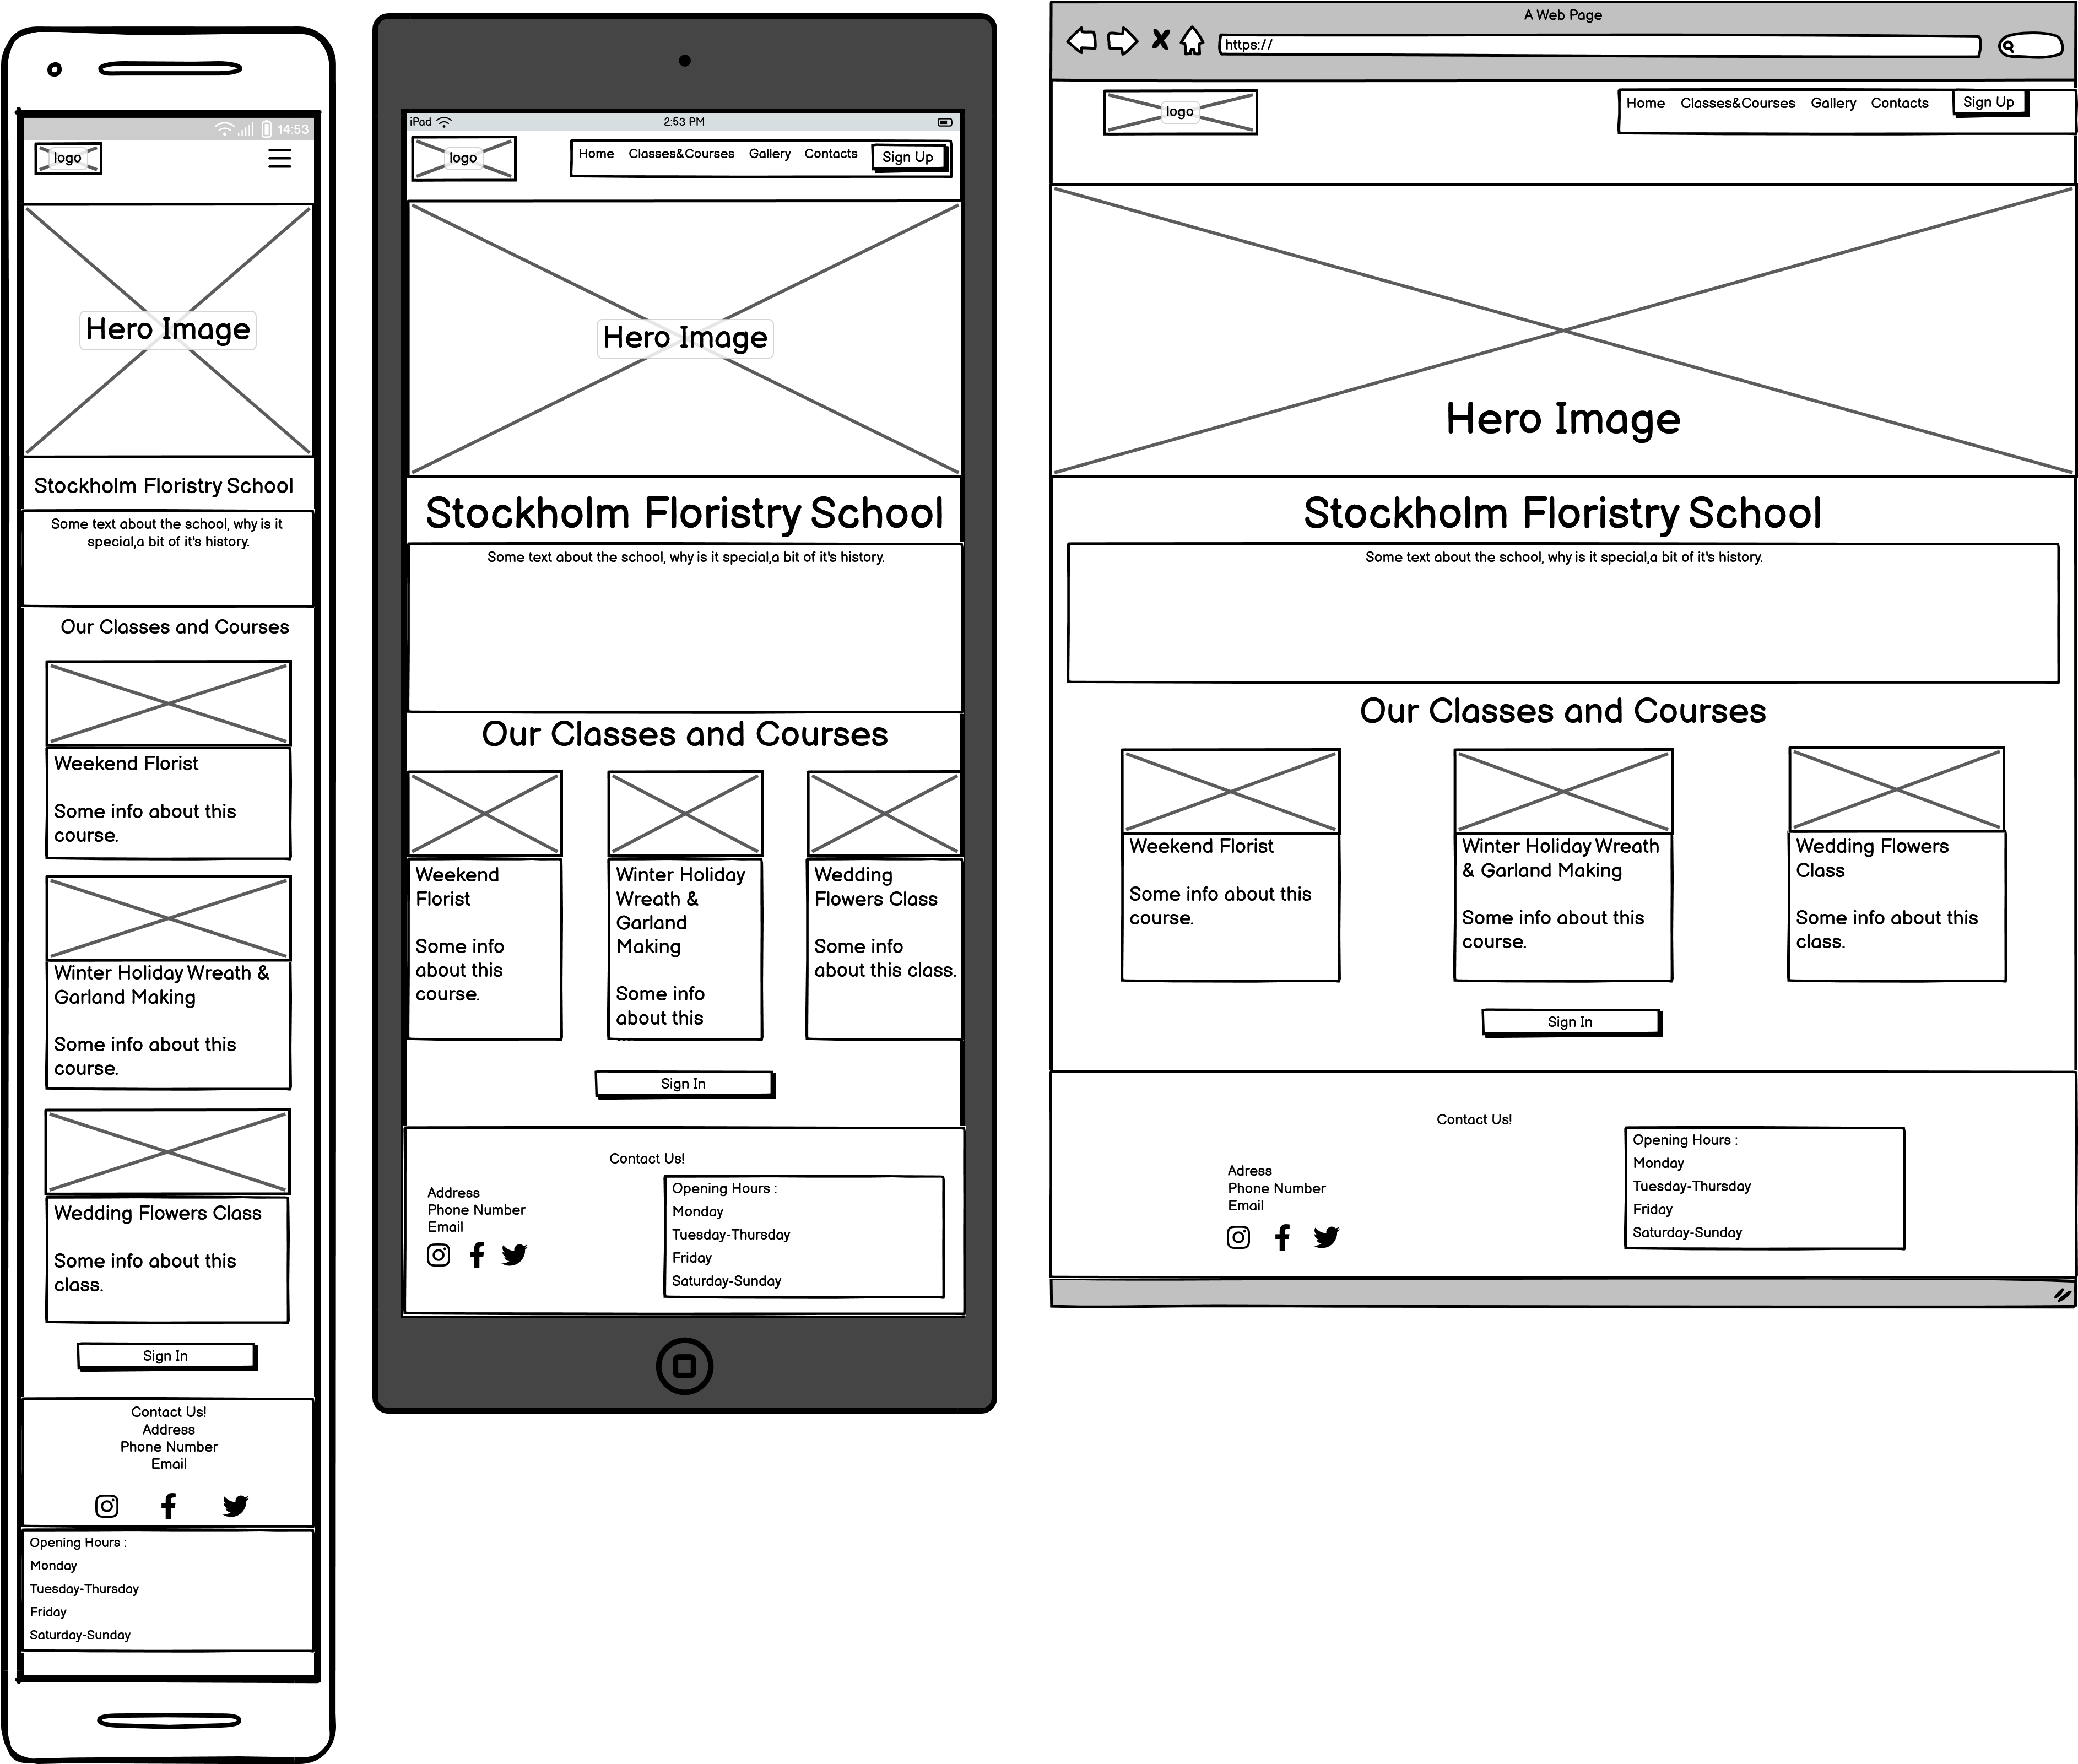 14:53
logo
Hero Image
Stockholm Floristry School
Some text about the school, why is it
special,a bit of it's history.
Our Classes and Courses
Weekend Florist
Some info about this
course.
Winter Holiday Wreath &
Garland Making
Some info about this
course.
Wedding Flowers Class
Some info about this
class.
Sign In
Contact Us!
Address
Phone Number
Email
Opening Hours :
Monday
Tuesday-Thursday
Friday
Saturday-Sunday
iPad
2:53 PM
logo
Home Classes&Courses Gallery Contacts Sign Up
Hero Image
Stockholm Floristry School
Some text about the school, why is it special,a bit of it's history.
Our Classes and Courses
Weekend
Florist
Some info
about this
course.
Winter Holiday
Wreath &
Garland
Making
Some info
about this
Wedding
Flowers Class
Some info
about this class.
Sign In
Contact Us!
Address
Phone Number
Email
Opening Hours :
Monday
Tuesday-Thursday
Friday
Saturday-Sunday
A Web Page
https://
logo
Home Classes&Courses Gallery Contacts Sign Up
Hero Image
Stockholm Floristry School
Some text about the school, why is it special,a bit of it's history.
Our Classes and Courses
Weekend Florist
Some info about this
course.
Winter Holiday Wreath
& Garland Making
Some info about this
course.
Wedding Flowers
Class
Some info about this
class.
Sign In
Contact Us!
Adress
Phone Number
Email
Opening Hours :
Monday
Tuesday-Thursday
Friday
Saturday-Sunday